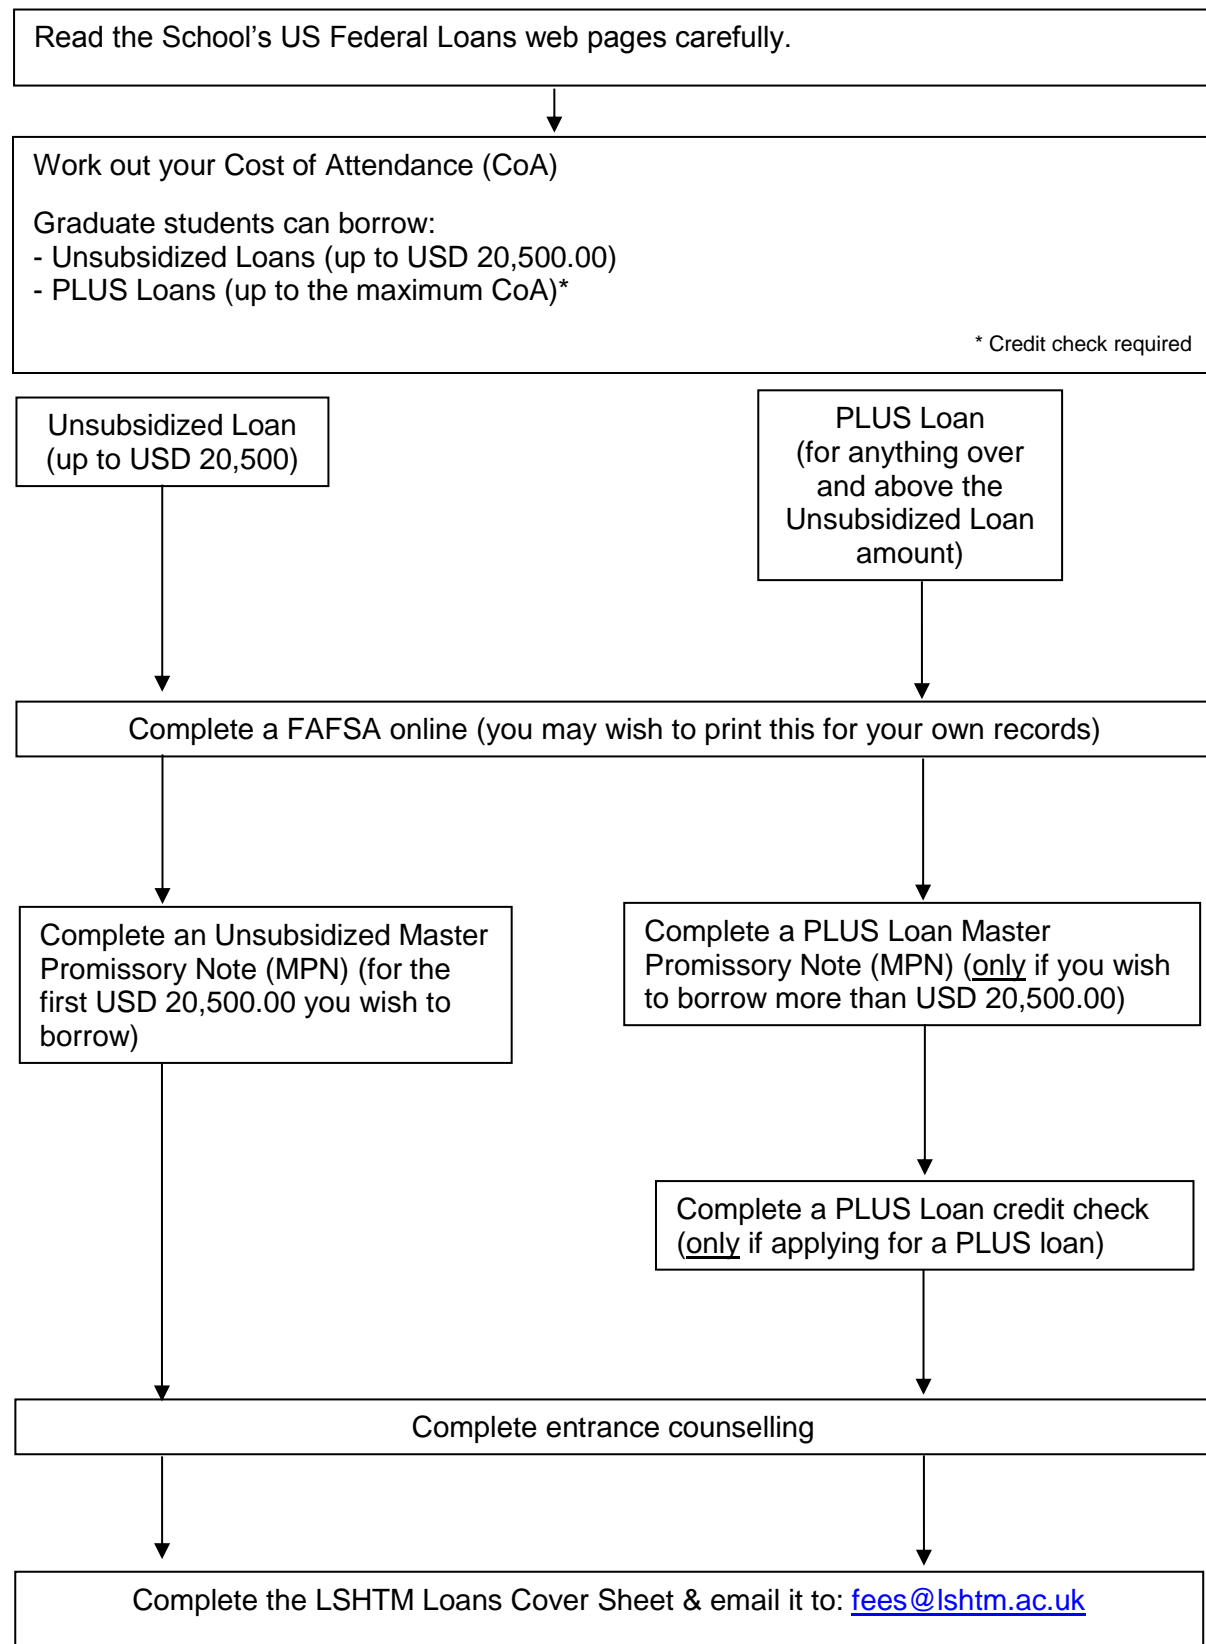 Read the School’s US Federal Loans web pages carefully.
Work out your Cost of Attendance (CoA)
Graduate students can borrow:
- Unsubsidized Loans (up to USD 20,500.00)
- PLUS Loans (up to the maximum CoA)*
* Credit check required
Unsubsidized Loan
(up to USD 20,500)
PLUS Loan
(for anything over
and above the
Unsubsidized Loan
amount)
Complete a FAFSA online (you may wish to print this for your own records)
Complete an Unsubsidized Master
Promissory Note (MPN) (for the
first USD 20,500.00 you wish to
borrow)
Complete a PLUS Loan Master
Promissory Note (MPN) (only if you wish
to borrow more than USD 20,500.00)
Complete a PLUS Loan credit check
(only if applying for a PLUS loan)
Complete entrance counselling
Complete the LSHTM Loans Cover Sheet & email it to: fees@lshtm.ac.uk